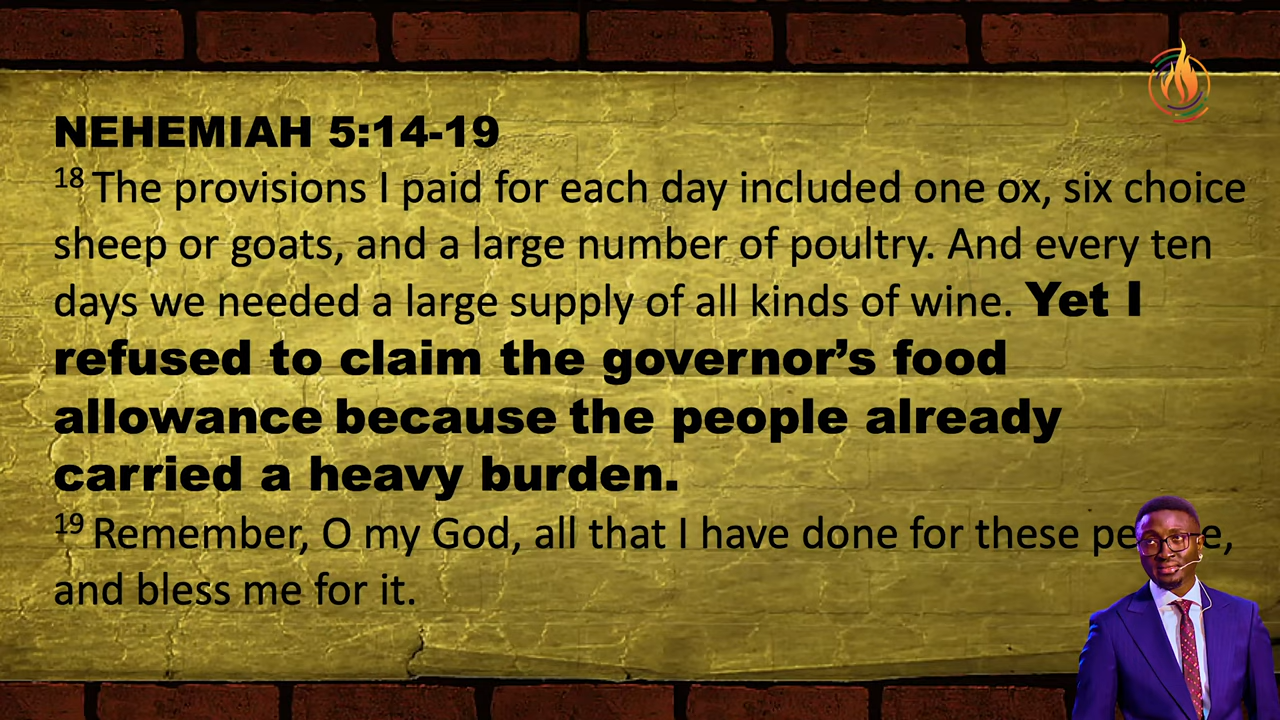 NEHEMIAH 5:14-19
18 The provisions I paid for each day included one ox, six choice
sheep or goats, and a large number of poultry. And every ten
days we needed a large supply of all kinds of wine. Yet I
refused to claim the governor's food
allowance because the people already
carried a heavy burden.
19 Remember, O my God, all that I have done for these
and bless me for it.